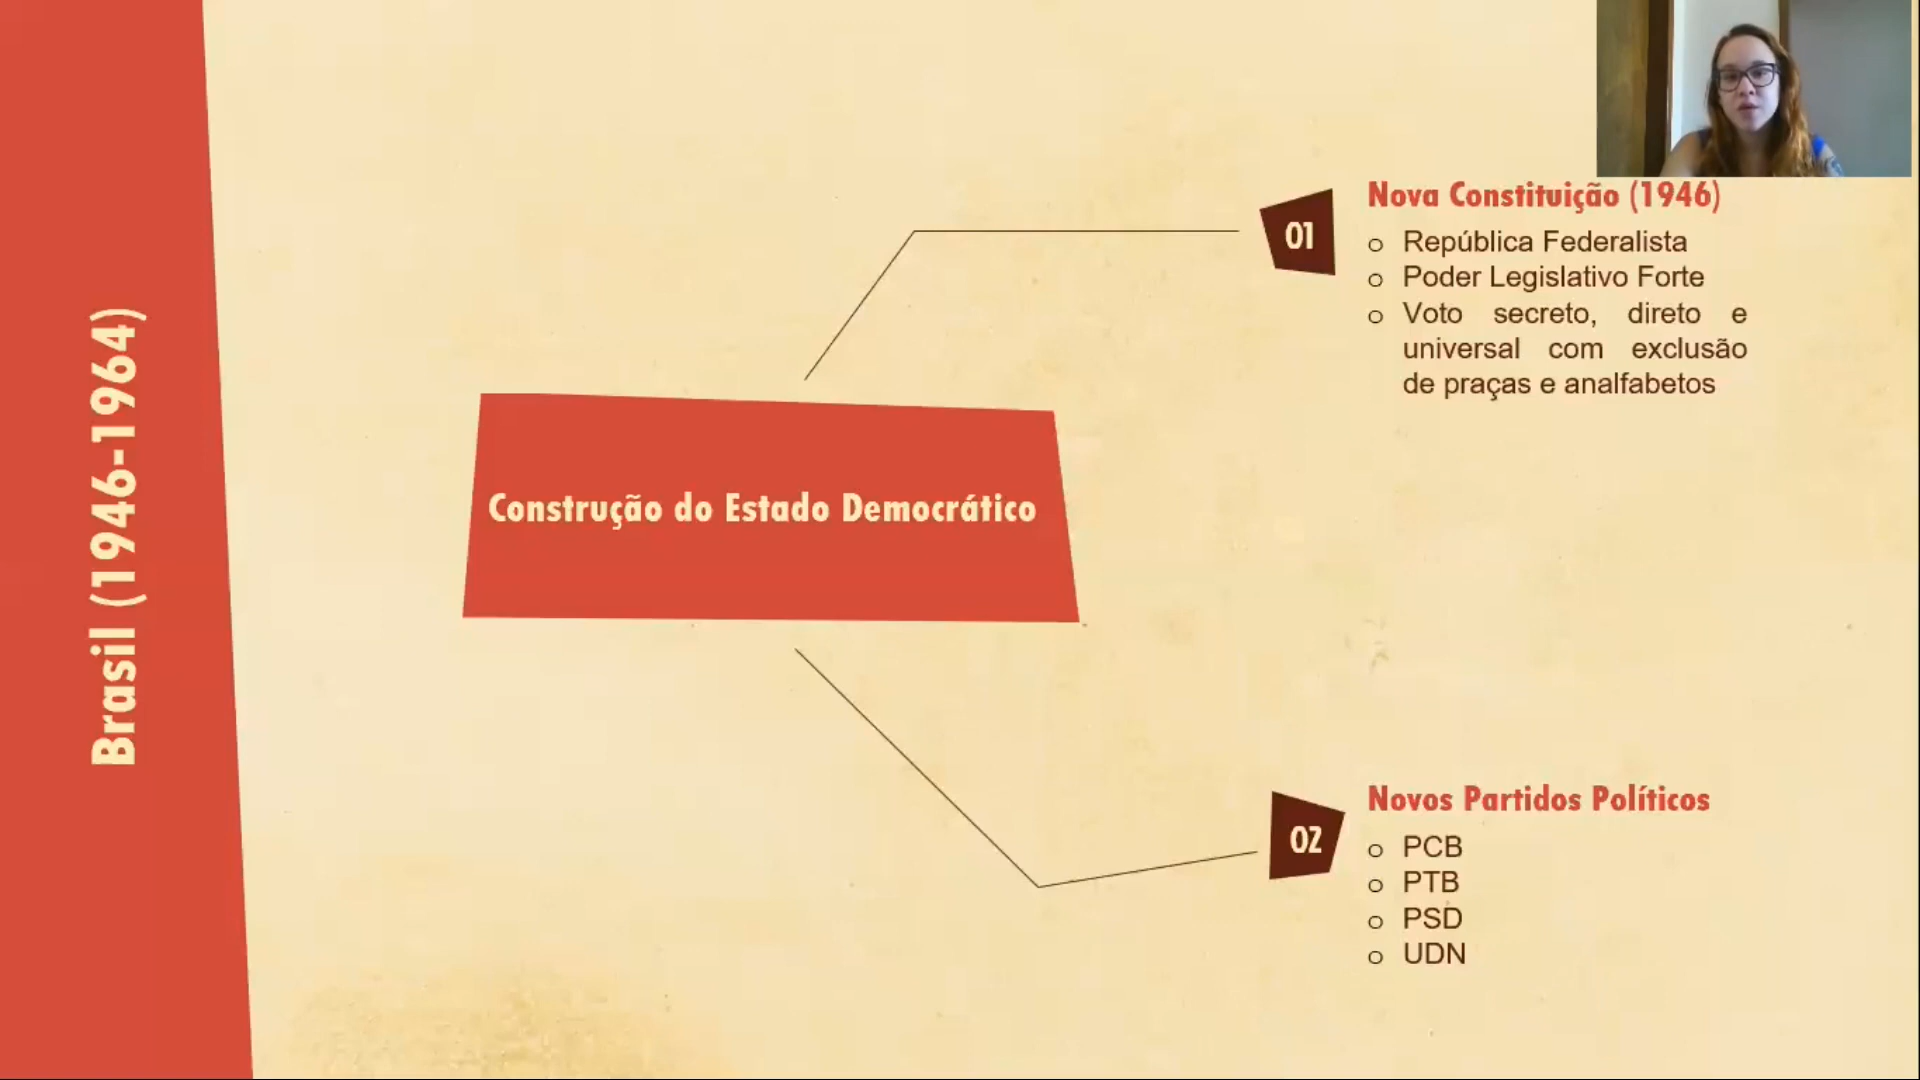 Brasil (1946-1964)
Construção do Estado Democrático
01
Nova Constituição (1946)
o República Federalista
o Poder Legislativo Forte
o Voto secreto, direto e
universal com exclusão
de praças e analfabetos
02
Novos Partidos Políticos
o PCB
o PTB
o PSD
o UDN